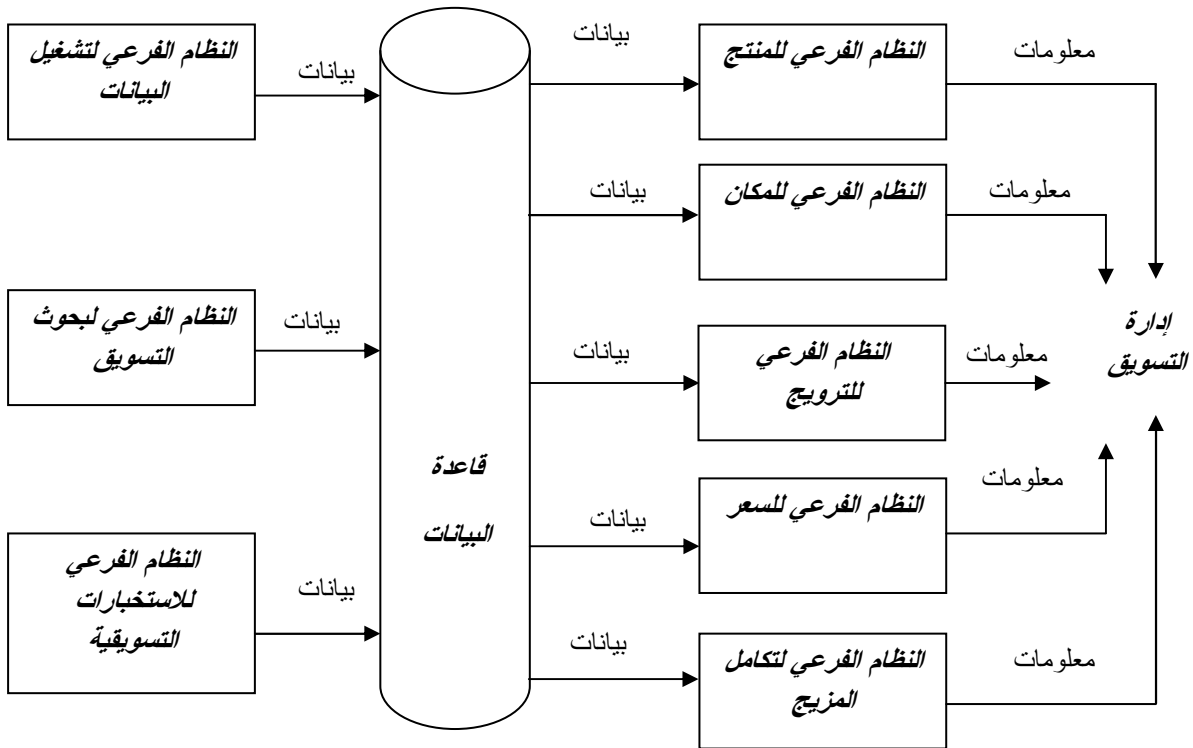 النظام الفرعي لتشغيل
البيانات
بيانات
النظام الفرعي لبحوث
التسويق
بيانات
النظام الفرعي
للاستخبارات
التسويقية
بيانات
قاعدة
البيانات
بيانات
النظام الفرعي للمنتج
معلومات
بيانات
النظام الفرعي للمكان
معلومات
بيانات
النظام الفرعي
للترويج
معلومات
بيانات
النظام الفرعي للسعر
معلومات
بيانات
النظام الفرعي لتكامل
المزيج
معلومات
إدارة
التسويق